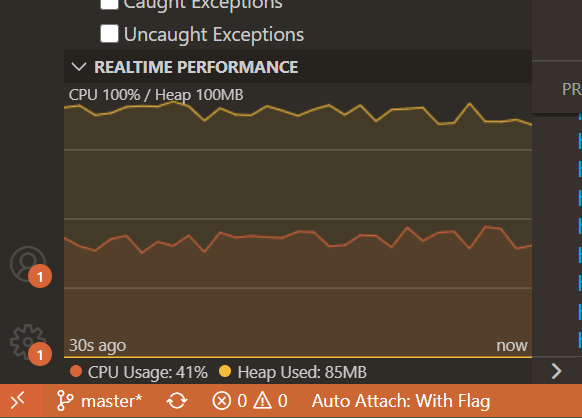 Caught Exceptions
Uncaught Exceptions
REALTIME PERFORMANCE
CPU 100% / Heap 100MB
PR
30s ago
now
1
1
CPU Usage: 41%
Heap Used: 85MB
master*
0
0
Auto Attach: With Flag